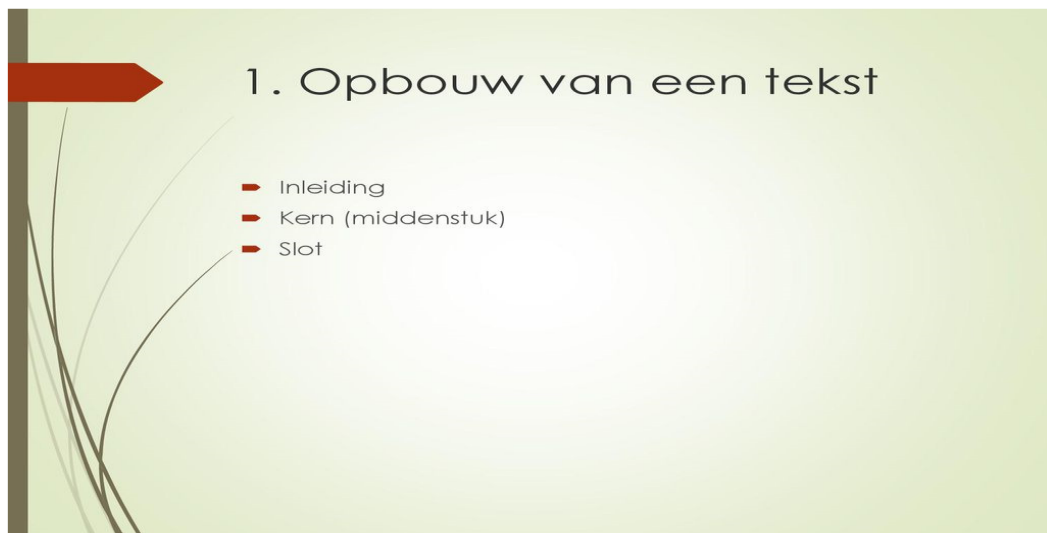 1. Opbouw van een tekst
Inleiding
Kern (middenstuk)
Slot